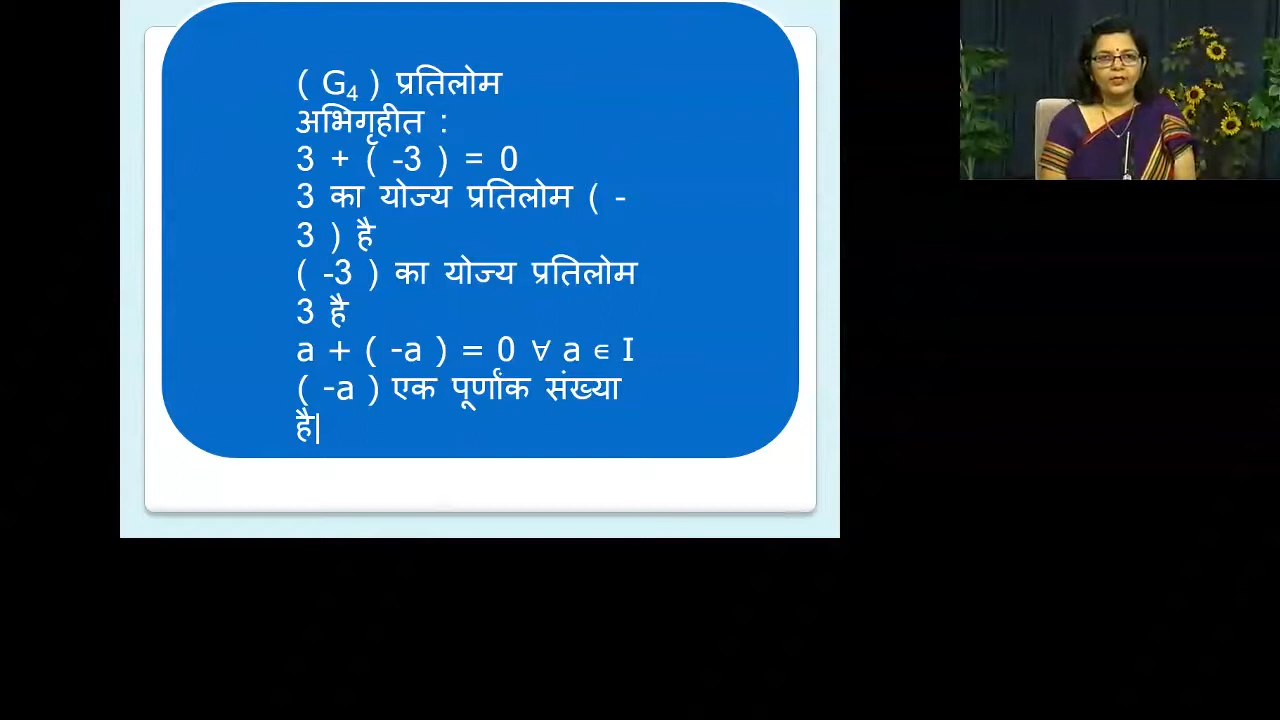 ( G₄ ) प्रतिलोम
अभिगृहीत :
3 + ( -3 ) = 0
3 का योज्य प्रतिलोम ( -
3 ) है
( -3 ) का योज्य प्रतिलोम
3 है
a + ( -a ) = 0 ∀ a ∈ I
( -a ) एक पूर्णांक संख्या
है|